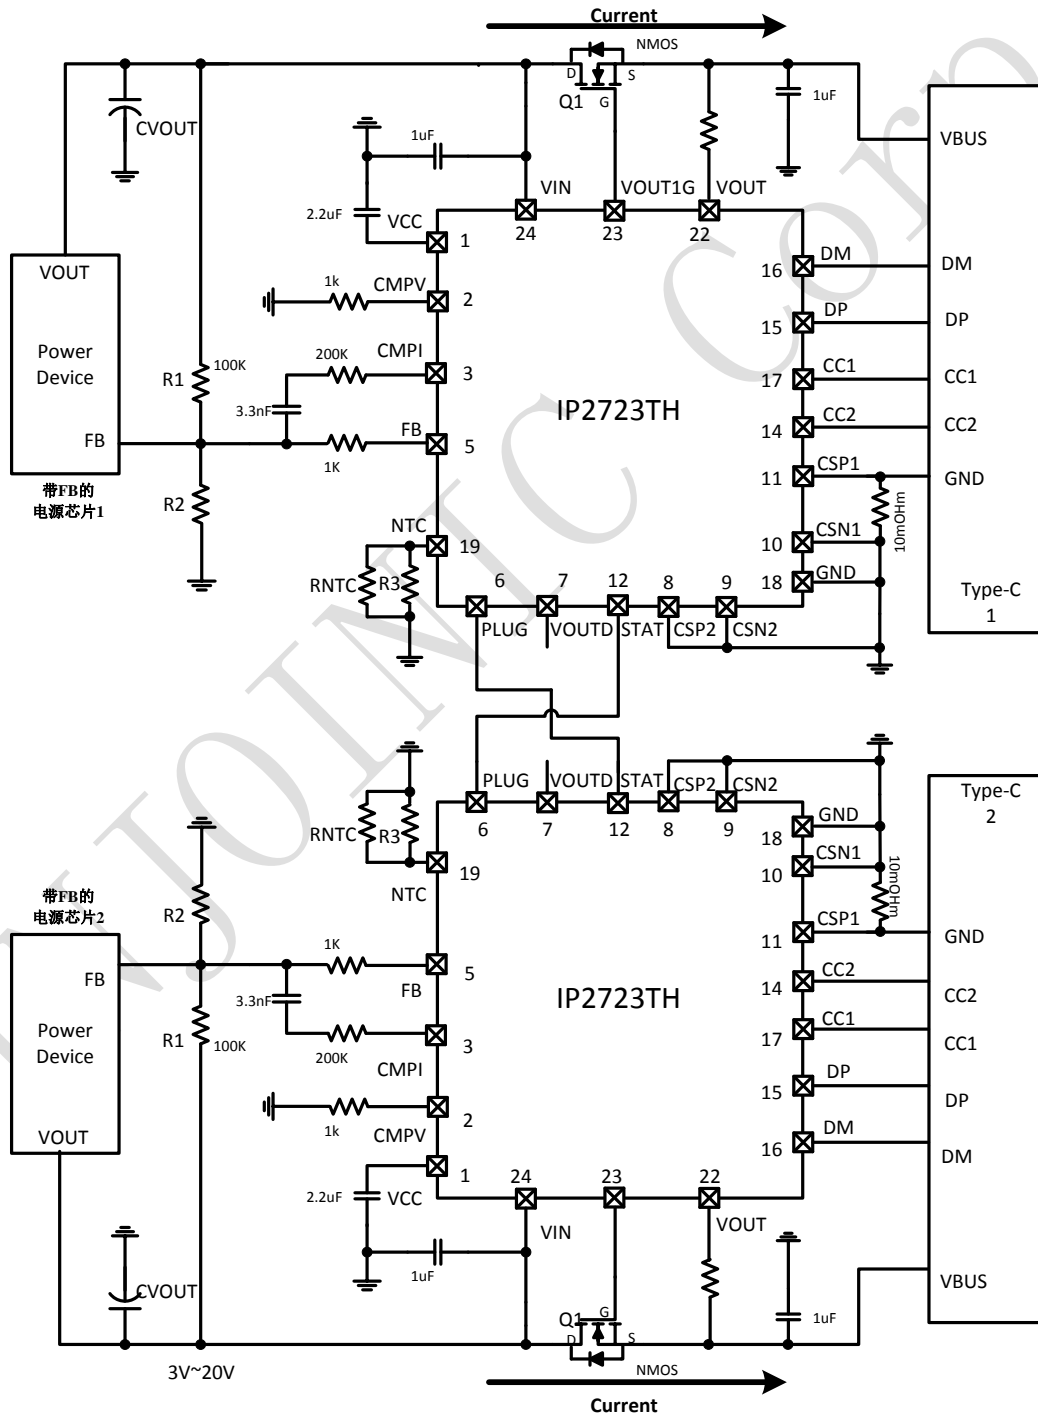 Current
NMOS
D
S
G
Q1
1uF
CVOUT
1uF
VBUS
VIN
VOUT1G
VOUT
2.2uF
VCC
24
23
22
1
DM
16
DM
VOUT
1k
CMPV
2
DP
15
DP
Power
Device
R1
100K
200K
CMPI
3
CC1
17
CC1
3.3nF
IP2723TH
CC2
14
CC2
FB
FB
5
1K
CSP1
11
GND
带FB的
电源芯片1
R2
10mOHm
NTC
19
CSN1
10
RNTC
R3
6
7
12
8
9
GND
18
Type-C
1
PLUG
VOUTD
STAT
CSP2
CSN2
PLUG
VOUTD
STAT
CSP2
CSN2
Type-C
2
6
7
12
8
9
GND
18
RNTC
R3
CSN1
10
19
NTC
10mOHm
带FB的
电源芯片2
R2
CSP1
11
GND
1K
5
FB
FB
CC2
14
CC2
3.3nF
IP2723TH
Power
Device
R1
100K
200K
3
CMPI
CC1
17
CC1
DP
15
DP
2
1k
CMPV
DM
16
DM
VOUT
1
2.2uF
VCC
24
23
22
VIN
VOUT
1uF
CVOUT
VBUS
Q1
G
D
S
1uF
3V~20V
NMOS
Current
INJOINIC Corp